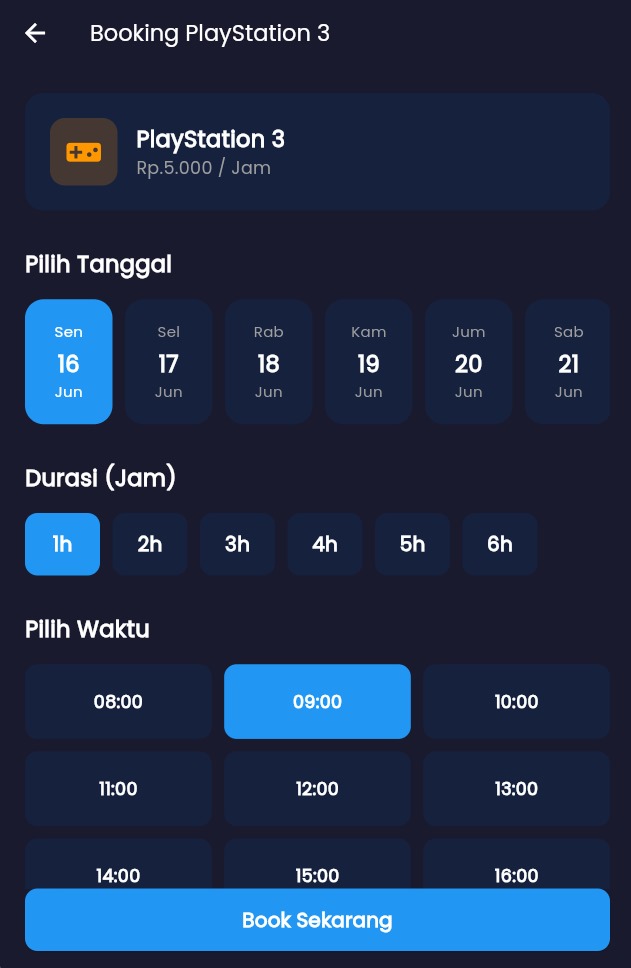 Booking PlayStation 3
PlayStation 3
Rp.5.000 / Jam
Pilih Tanggal
Sen Sel Rab Kam Jum Sab
16 17 18 19 20 21
Jun Jun Jun Jun Jun Jun
Durasi (Jam)
1h 2h 3h 4h 5h 6h
Pilih Waktu
08:00 09:00 10:00
11:00 12:00 13:00
14:00 15:00 16:00
Book Sekarang